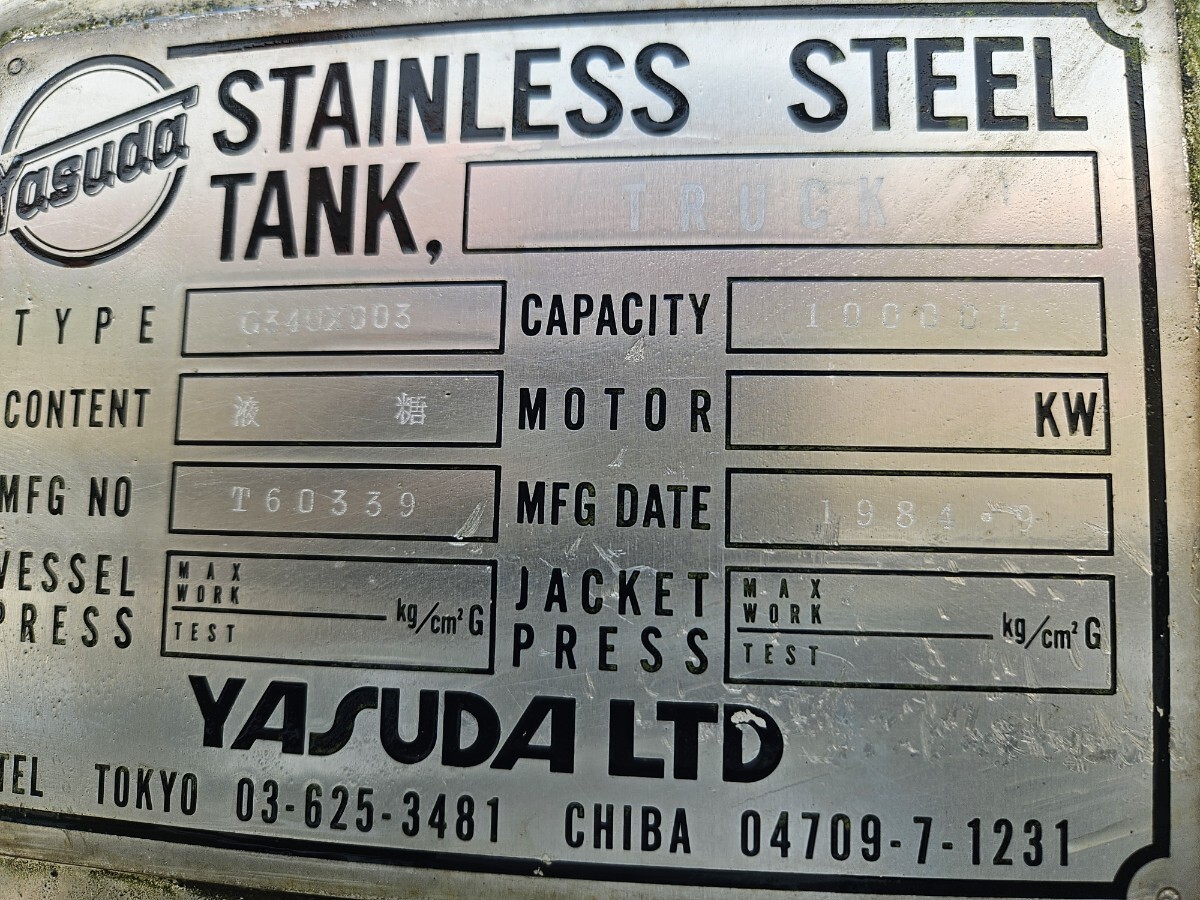 Yasuda
STAINLESS STEEL
TANK, TRUCK
TYPE G34UX003 CAPACITY 10000L
CONTENT 液 糖 MOTOR KW
MFG NO T60339 MFG DATE 1984.9
VESSEL PRESS MAX WORK kg/cm² G TEST JACKET PRESS MAX WORK kg/cm² G TEST
YASUDA LTD
TEL TOKYO 03-625-3481 CHIBA 04709-7-1231